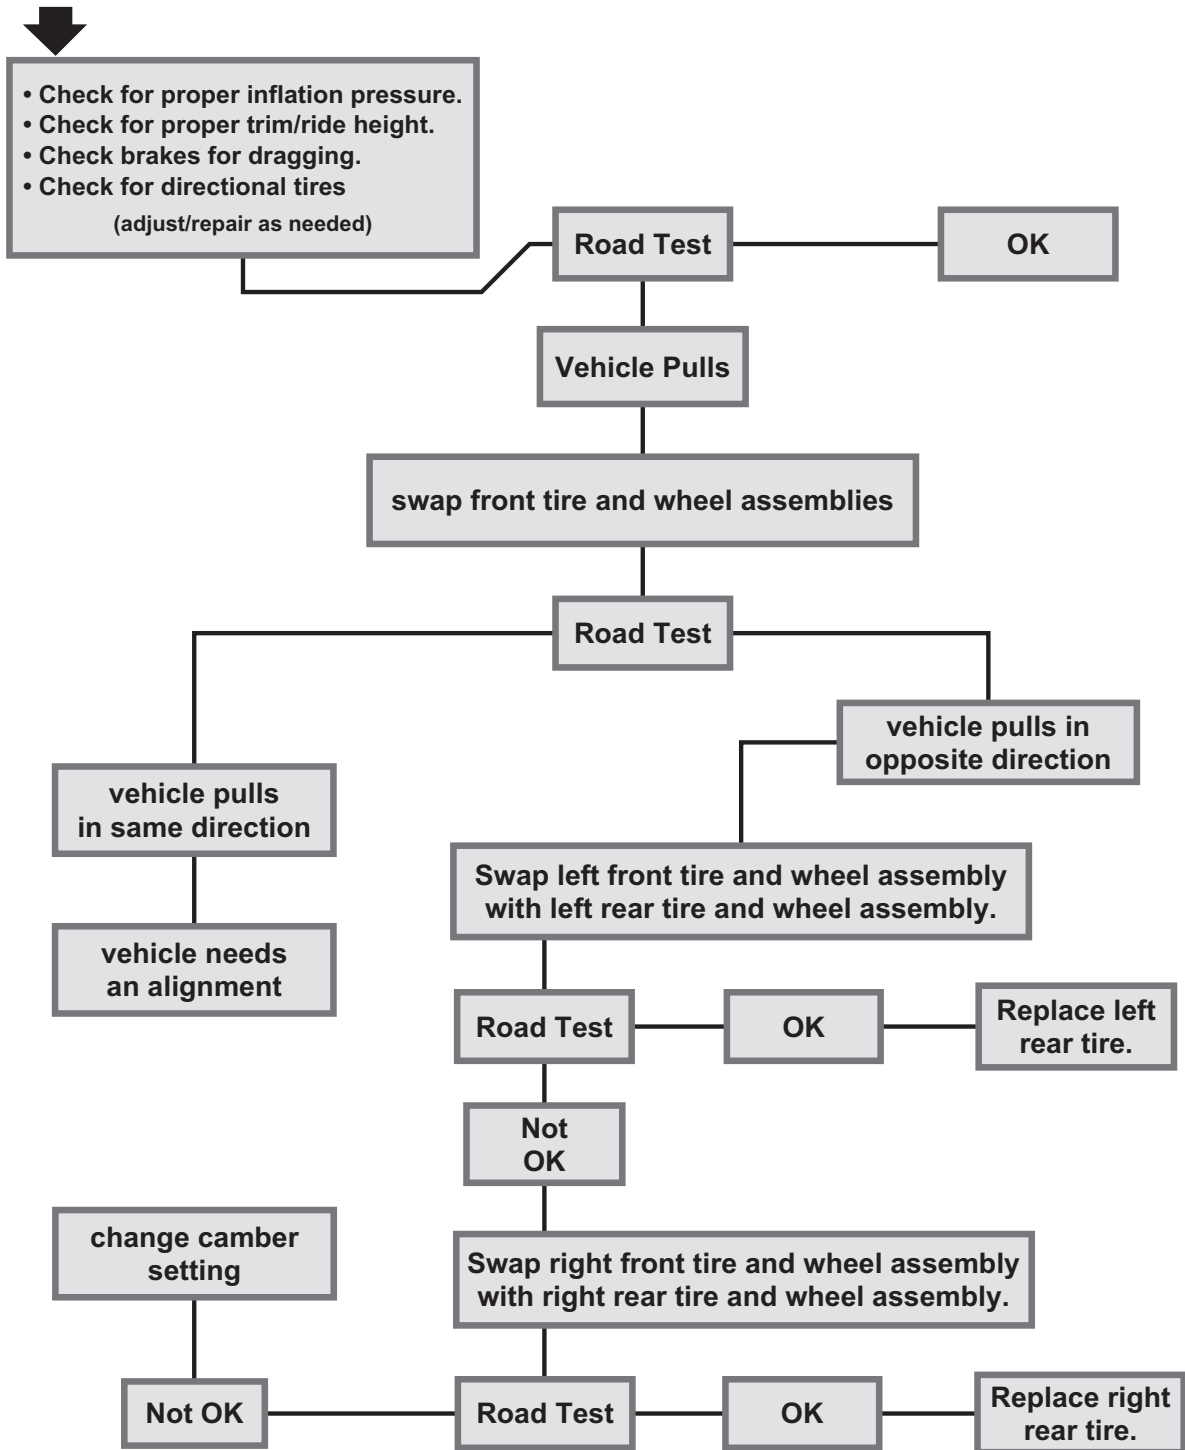 • Check for proper inflation pressure.
• Check for proper trim/ride height.
• Check brakes for dragging.
• Check for directional tires
(adjust/repair as needed)
Road Test
OK
Vehicle Pulls
swap front tire and wheel assemblies
Road Test
vehicle pulls in
opposite direction
vehicle pulls
in same direction
vehicle needs
an alignment
Swap left front tire and wheel assembly
with left rear tire and wheel assembly.
Road Test
OK
Replace left
rear tire.
Not
OK
Swap right front tire and wheel assembly
with right rear tire and wheel assembly.
change camber
setting
Not OK
Road Test
OK
Replace right
rear tire.